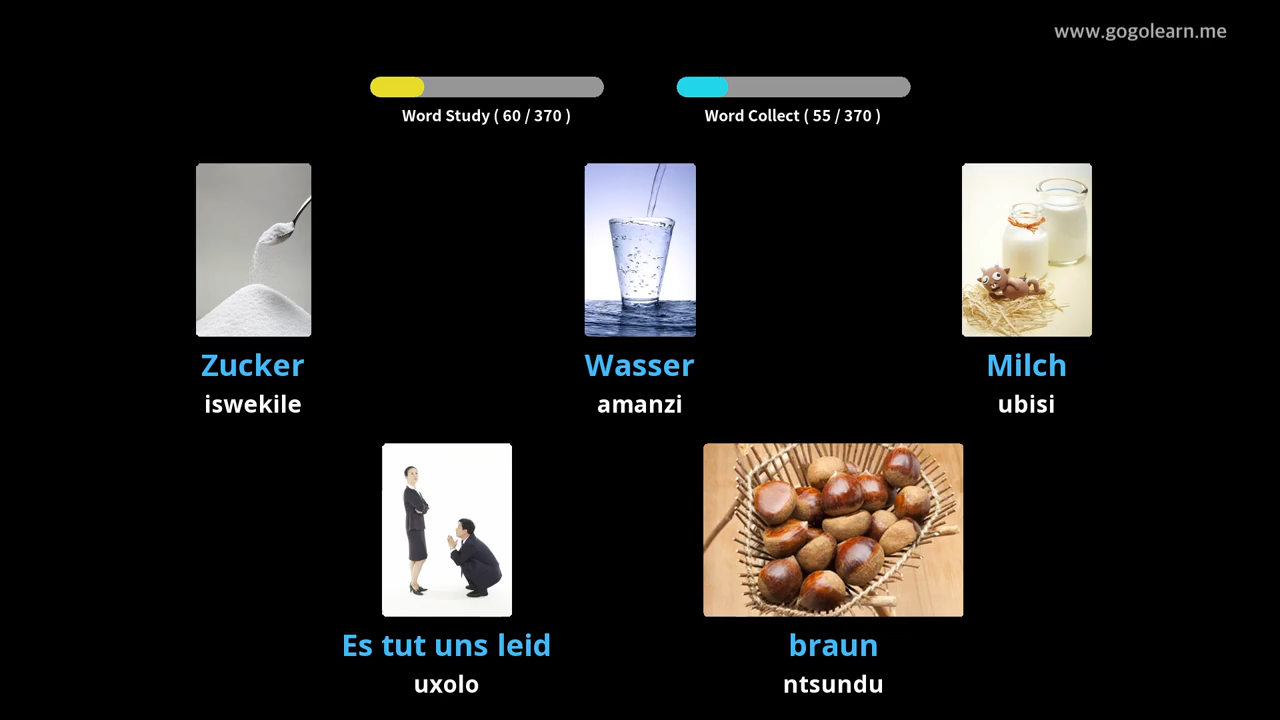 www.gogolearn.me
Word Study ( 60 / 370 )
Word Collect ( 55 / 370 )
Zucker
iswekile
Wasser
amanzi
Milch
ubisi
Es tut uns leid
uxolo
braun
ntsundu